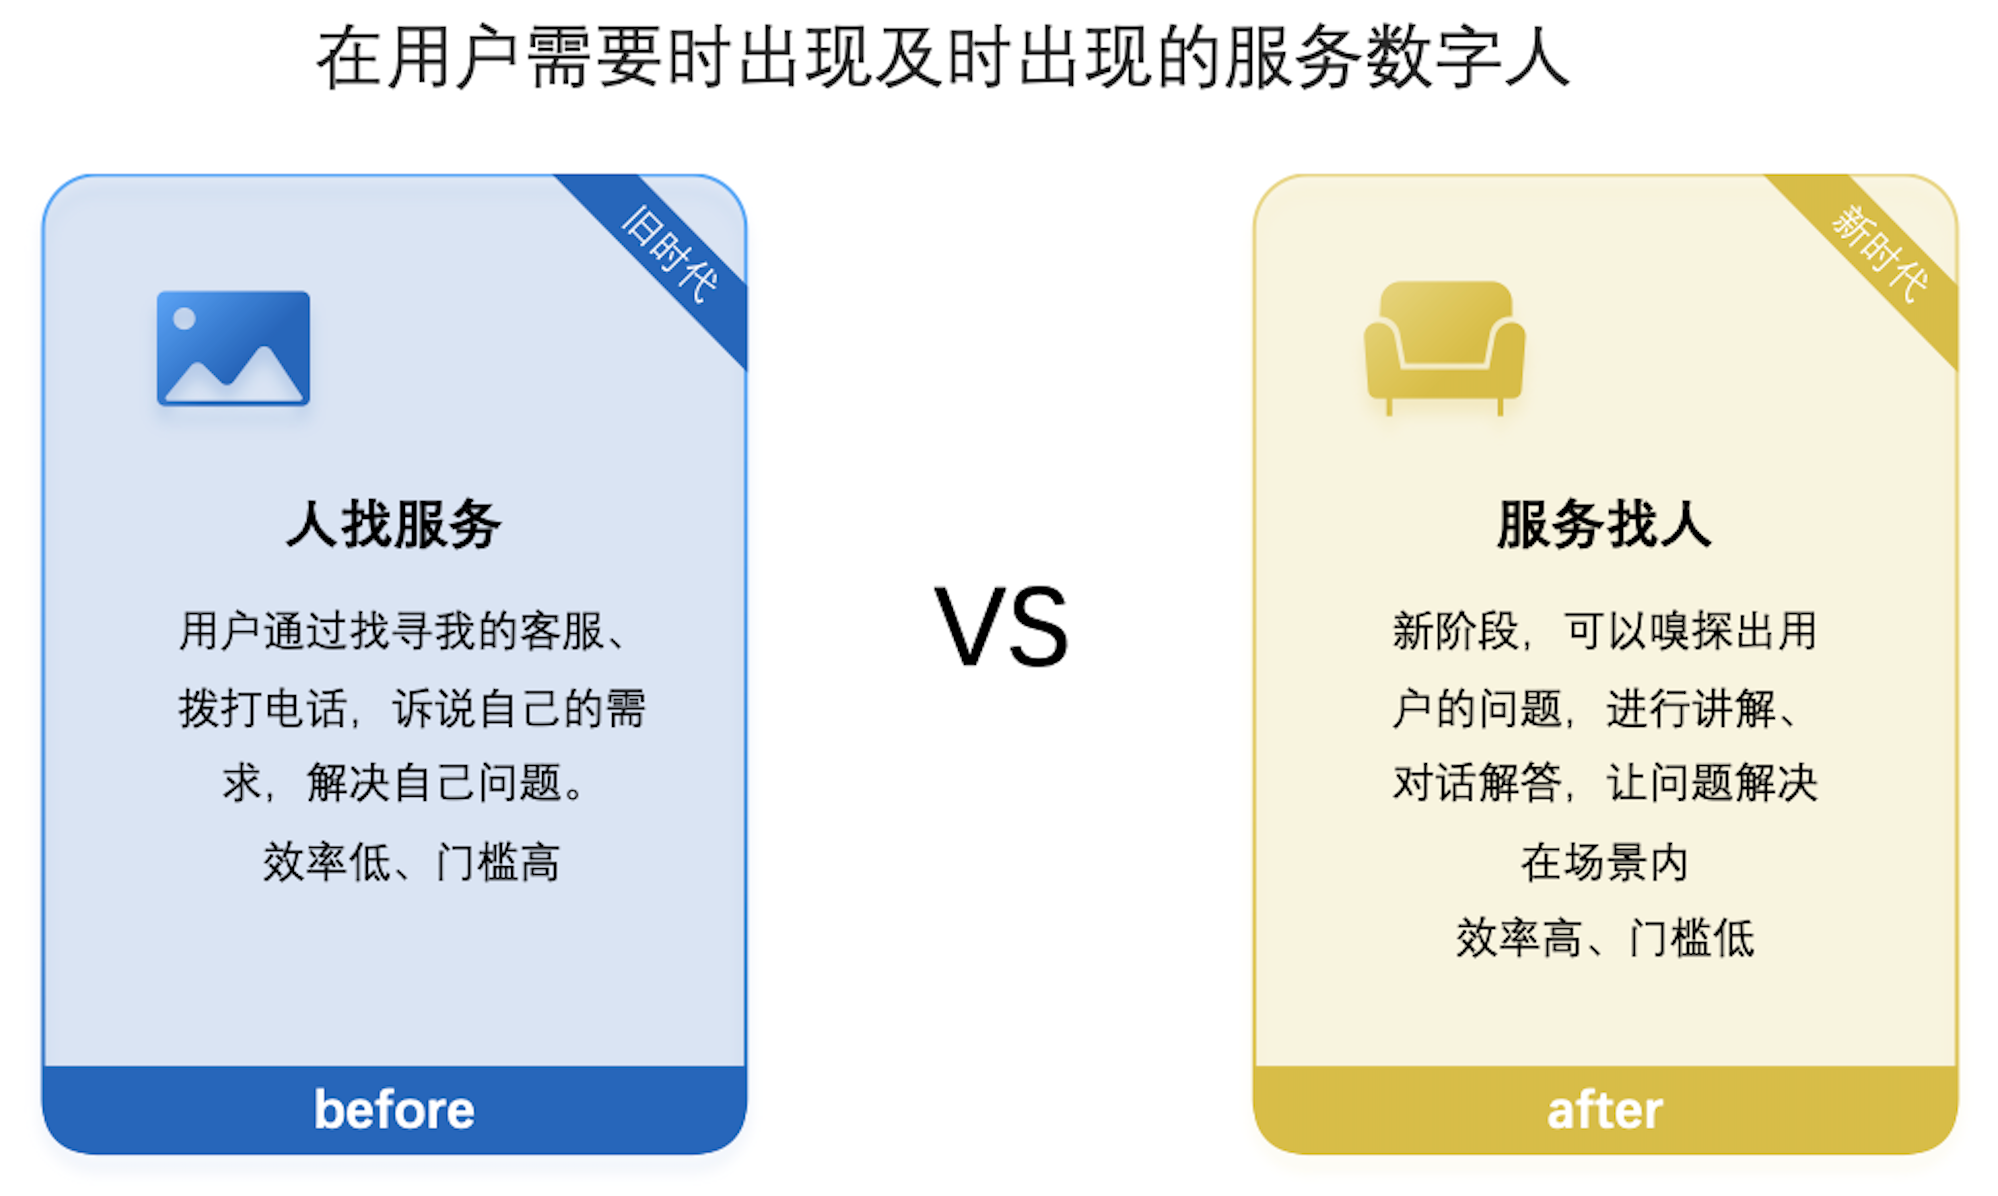 在用户需要时出现及时出现的服务数字人
旧时代
人找服务
用户通过找寻我的客服、
拨打电话，诉说自己的需
求，解决自己问题。
效率低、门槛高
before
VS
新时代
服务找人
新阶段，可以嗅探出用
户的问题，进行讲解、
对话解答，让问题解决
在场景内
效率高、门槛低
after